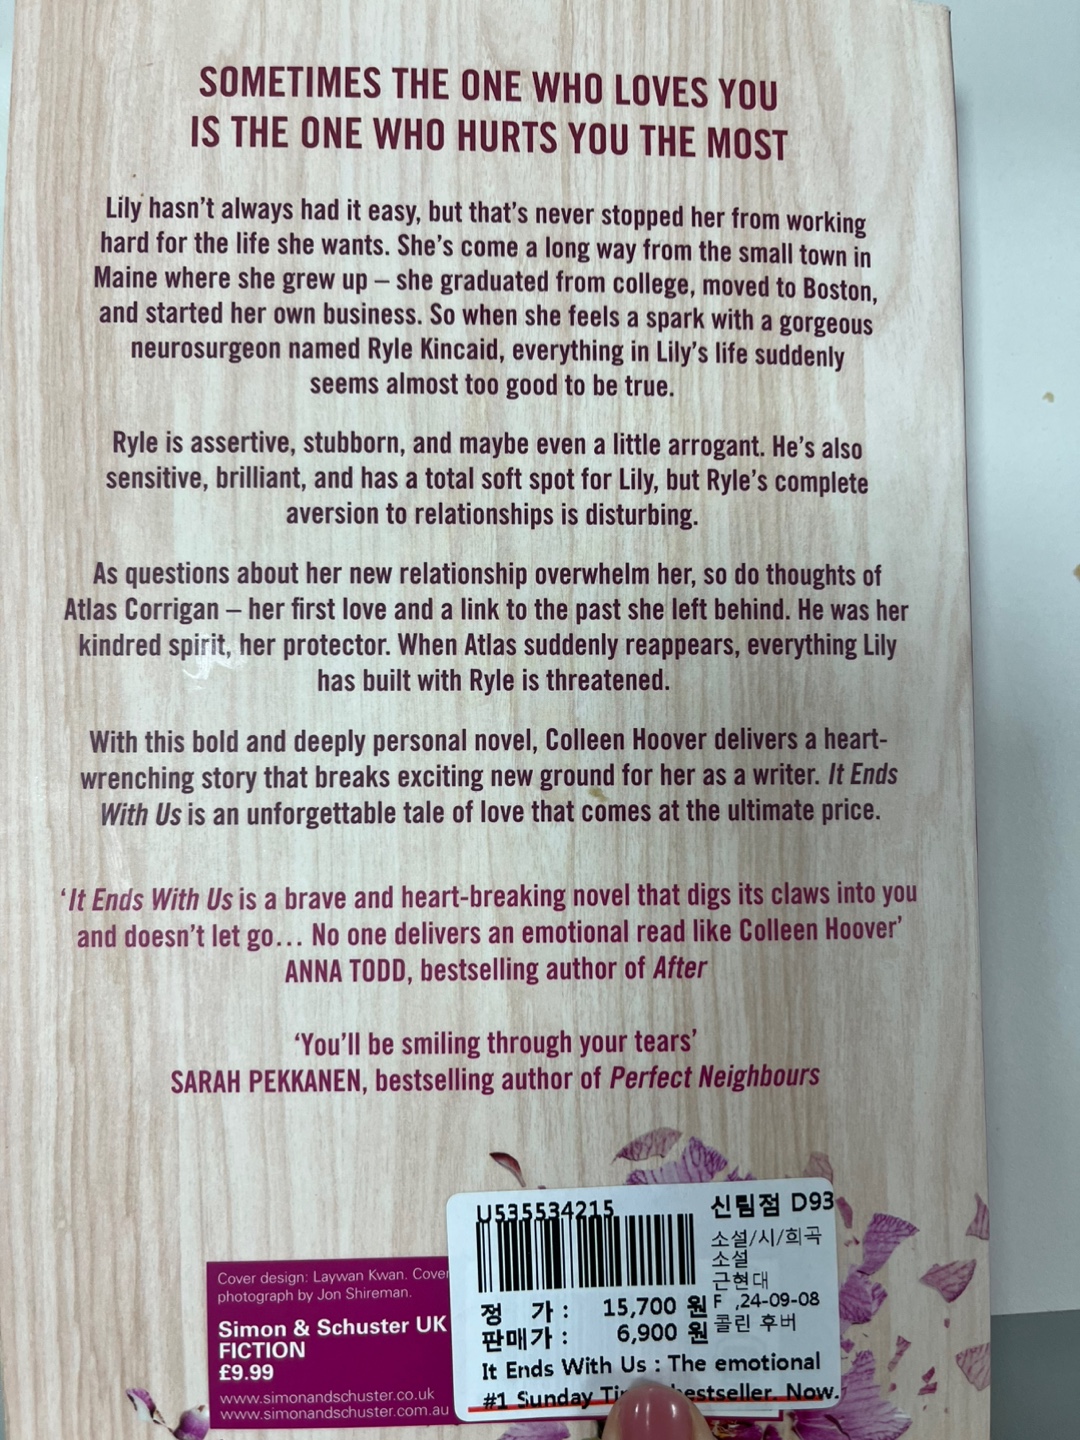 SOMETIMES THE ONE WHO LOVES YOU
IS THE ONE WHO HURTS YOU THE MOST
Lily hasn't always had it easy, but that's never stopped her from working
hard for the life she wants. She's come a long way from the small town in
Maine where she grew up – she graduated from college, moved to Boston,
and started her own business. So when she feels a spark with a gorgeous
neurosurgeon named Ryle Kincaid, everything in Lily's life suddenly
seems almost too good to be true.
Ryle is assertive, stubborn, and maybe even a little arrogant. He's also
sensitive, brilliant, and has a total soft spot for Lily, but Ryle's complete
aversion to relationships is disturbing.
As questions about her new relationship overwhelm her, so do thoughts of
Atlas Corrigan – her first love and a link to the past she left behind. He was her
kindred spirit, her protector. When Atlas suddenly reappears, everything Lily
has built with Ryle is threatened.
With this bold and deeply personal novel, Colleen Hoover delivers a heart-
wrenching story that breaks exciting new ground for her as a writer. It Ends
With Us is an unforgettable tale of love that comes at the ultimate price.
'It Ends With Us is a brave and heart-breaking novel that digs its claws into you
and doesn't let go… No one delivers an emotional read like Colleen Hoover'
ANNA TODD, bestselling author of After
'You'll be smiling through your tears'
SARAH PEKKANEN, bestselling author of Perfect Neighbours
Cover design: Laywan Kwan. Cover
photograph by Jon Shireman.
Simon & Schuster UK
FICTION
£9.99
www.simonandschuster.co.uk
www.simonandschuster.com.au
U535534215
신림점 D93
소설/시/희곡
소설
근현대
F ,24-09-08
콜린 후버
정 가 : 15,700 원
판매가 : 6,900 원
It Ends With Us : The emotional
#1 Sunday bestseller. Now.